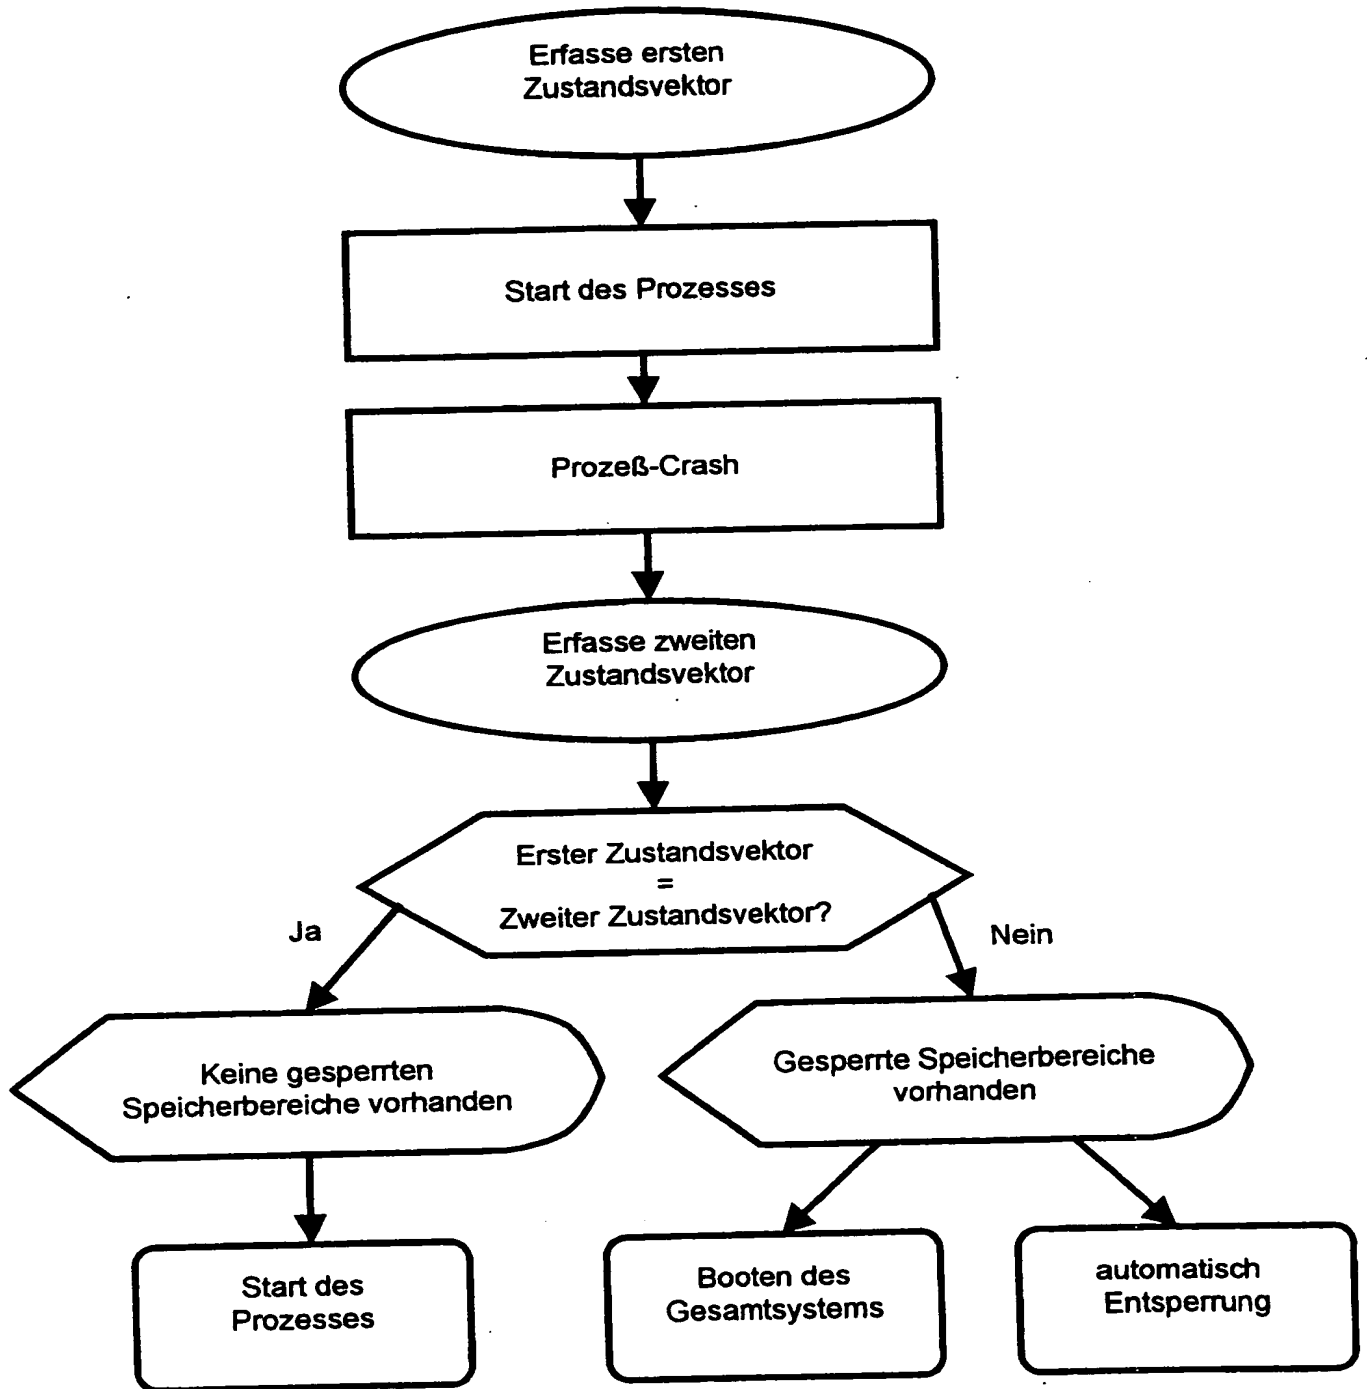 Erfasse ersten
Zustandsvektor
Start des Prozesses
Prozeß-Crash
Erfasse zweiten
Zustandsvektor
Erster Zustandsvektor
=
Zweiter Zustandsvektor?
Ja
Nein
Keine gesperrten
Speicherbereiche vorhanden
Gesperrte Speicherbereiche
vorhanden
Start des
Prozesses
Booten des
Gesamtsystems
automatisch
Entsperrung